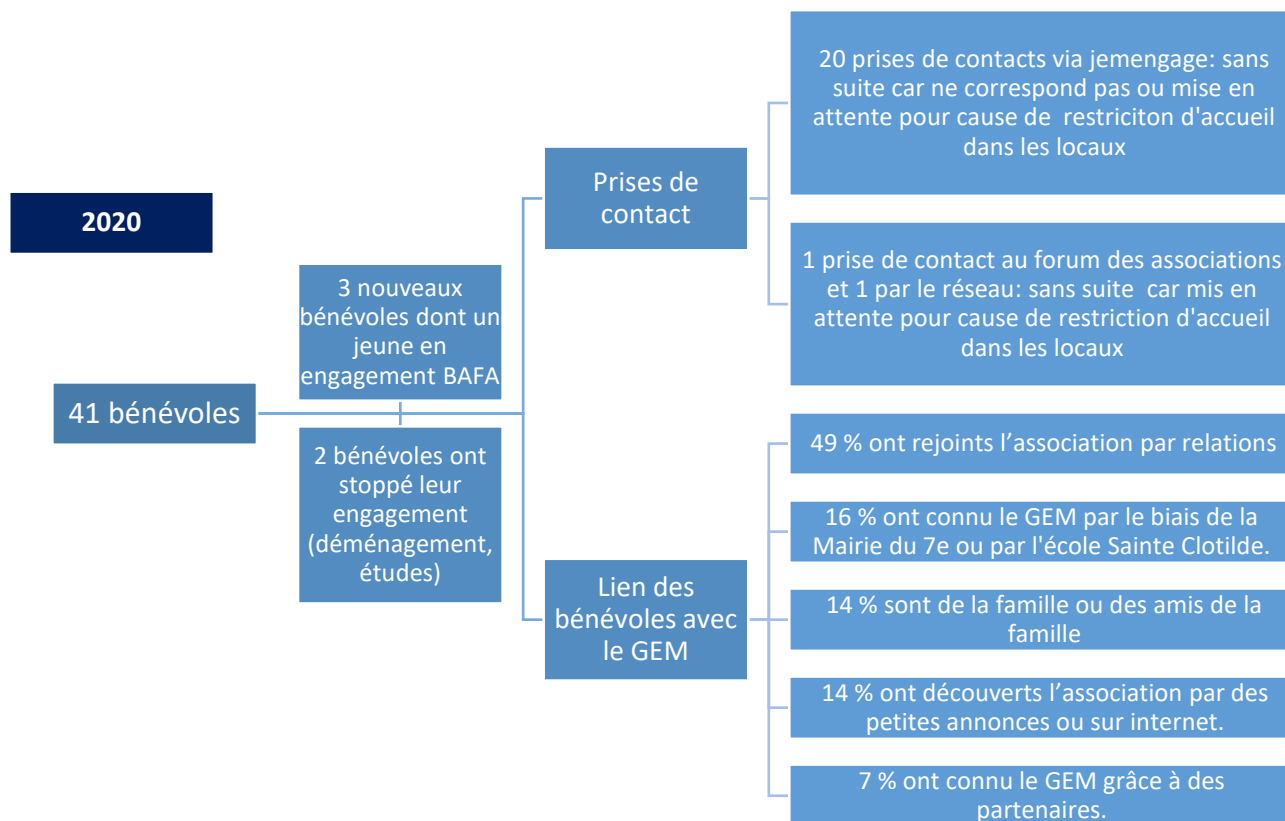 2020
41 bénévoles
3 nouveaux
bénévoles dont un
jeune en
engagement BAFA
2 bénévoles ont
stoppé leur
engagement
(déménagement,
études)
Prises de
contact
20 prises de contacts via jemengage: sans
suite car ne correspond pas ou mise en
attente pour cause de restriciton d'accueil
dans les locaux
1 prise de contact au forum des associations
et 1 par le réseau: sans suite car mis en
attente pour cause de restriction d'accueil
dans les locaux
Lien des
bénévoles avec
le GEM
49 % ont rejoints l’association par relations
16 % ont connu le GEM par le biais de la
Mairie du 7e ou par l'école Sainte Clotilde.
14 % sont de la famille ou des amis de la
famille
14 % ont découverts l’association par des
petites annonces ou sur internet.
7 % ont connu le GEM grâce à des
partenaires.